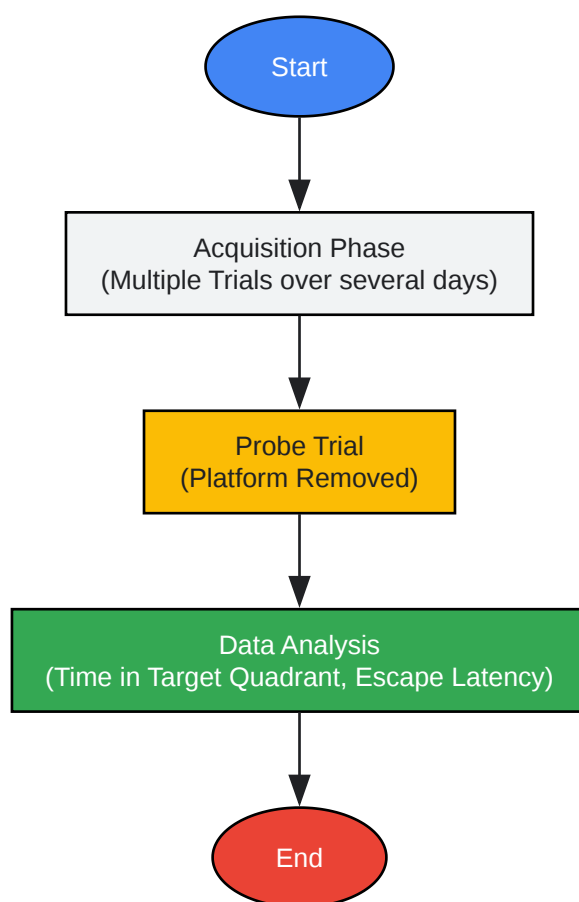 Start
Acquisition Phase
(Multiple Trials over several days)
Probe Trial
(Platform Removed)
Data Analysis
(Time in Target Quadrant, Escape Latency)
End